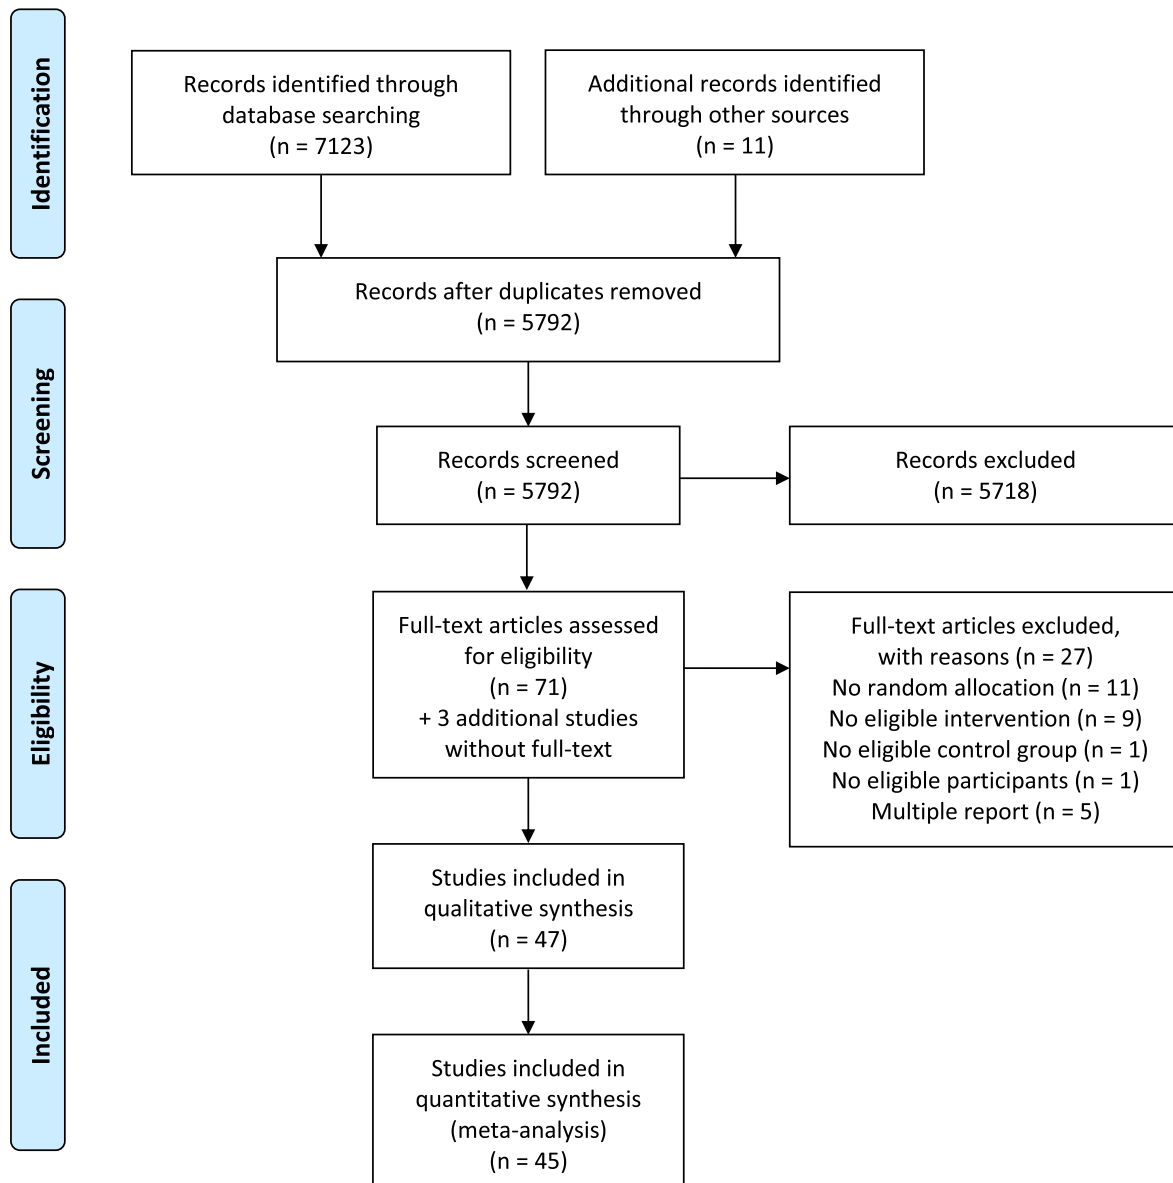 Identification
Records identified through
database searching
(n = 7123)
Additional records identified
through other sources
(n = 11)
Records after duplicates removed
(n = 5792)
Screening
Records screened
(n = 5792)
Records excluded
(n = 5718)
Eligibility
Full-text articles assessed
for eligibility
(n = 71)
+ 3 additional studies
without full-text
Full-text articles excluded,
with reasons (n = 27)
No random allocation (n = 11)
No eligible intervention (n = 9)
No eligible control group (n = 1)
No eligible participants (n = 1)
Multiple report (n = 5)
Included
Studies included in
qualitative synthesis
(n = 47)
Studies included in
quantitative synthesis
(meta-analysis)
(n = 45)